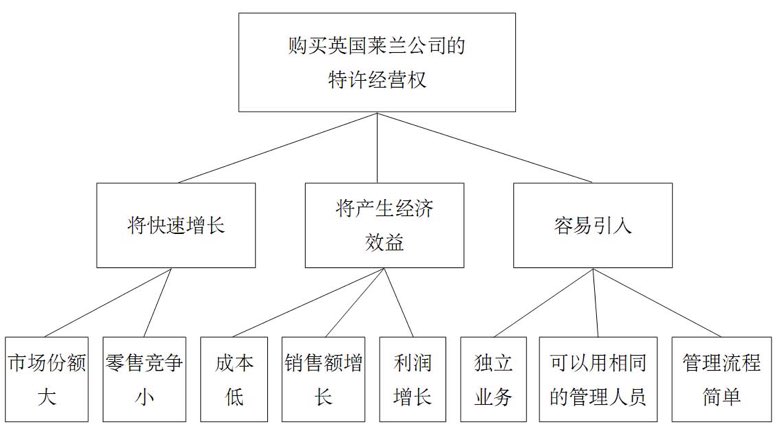 购买英国莱兰公司的
特许经营权
将快速增长
将产生经济
效益
容易引入
市场份额
大
零售竞争
小
成本
低
销售额增
长
利润
增长
独立
业务
可以用相同
的管理人员
管理流程
简单